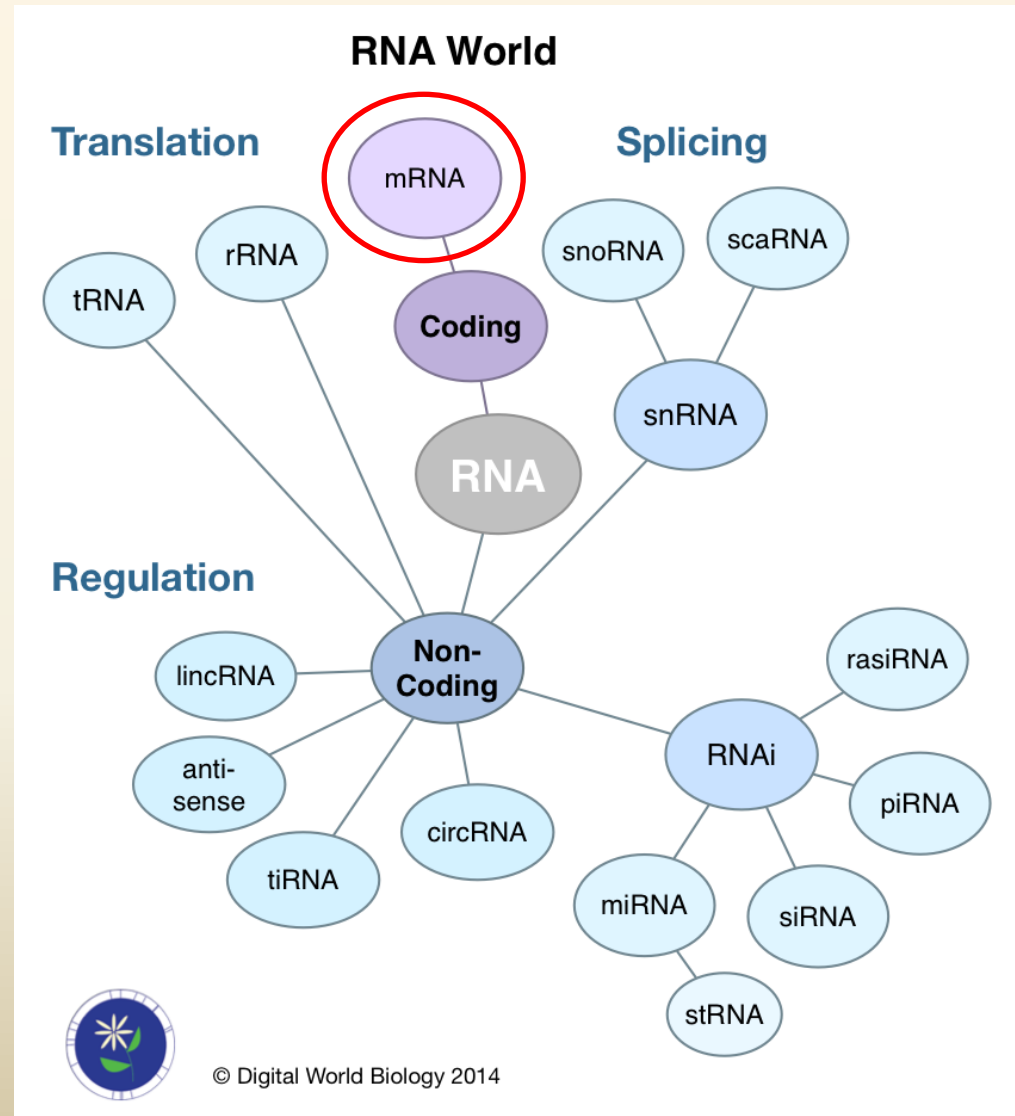 RNA World
Translation
mRNA
Splicing
rRNA
snoRNA
scaRNA
tRNA
Coding
snRNA
RNA
Regulation
Non-
Coding
lincRNA
rasiRNA
RNAi
anti-
sense
piRNA
circRNA
tiRNA
miRNA
siRNA
stRNA
© Digital World Biology 2014